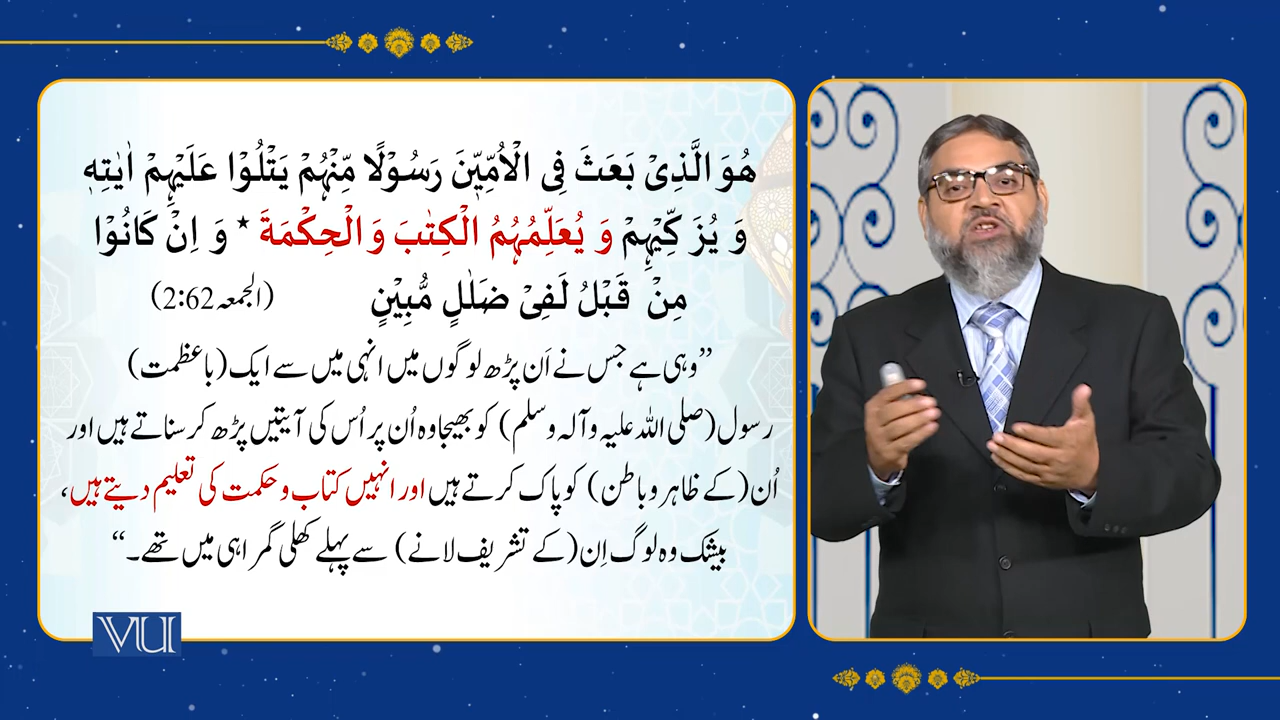 هُوَ الَّذِیْ بَعَثَ فِی الْاُمِّیّٖنَ رَسُوْلًا مِّنْہُمْ یَتْلُوْا عَلَیْہِمْ اٰیٰتِہٖ
وَ یُزَکِّیْہِمْ وَ یُعَلِّمُہُمُ الْکِتٰبَ وَ الْحِکْمَةَ ٭ وَ اِنْ کَانُوْا
مِنْ قَبْلُ لَفِیْ ضَلٰلٍ مُّبِیْنٍ (الجمعہ 2:62)
”وہی ہے جس نے اَن پڑھ لوگوں میں انہی میں سے ایک (باعظمت)
رسول (صلی اللہ علیہ وآلہ وسلم) کو بھیجا وہ اُن پر اُس کی آیتیں پڑھ کر سناتے ہیں اور
اُن (کے ظاہر و باطن) کو پاک کرتے ہیں اور انہیں کتاب و حکمت کی تعلیم دیتے ہیں،
بیشک وہ لوگ اِن (کے تشریف لانے) سے پہلے کھلی گمراہی میں تھے۔“
VU